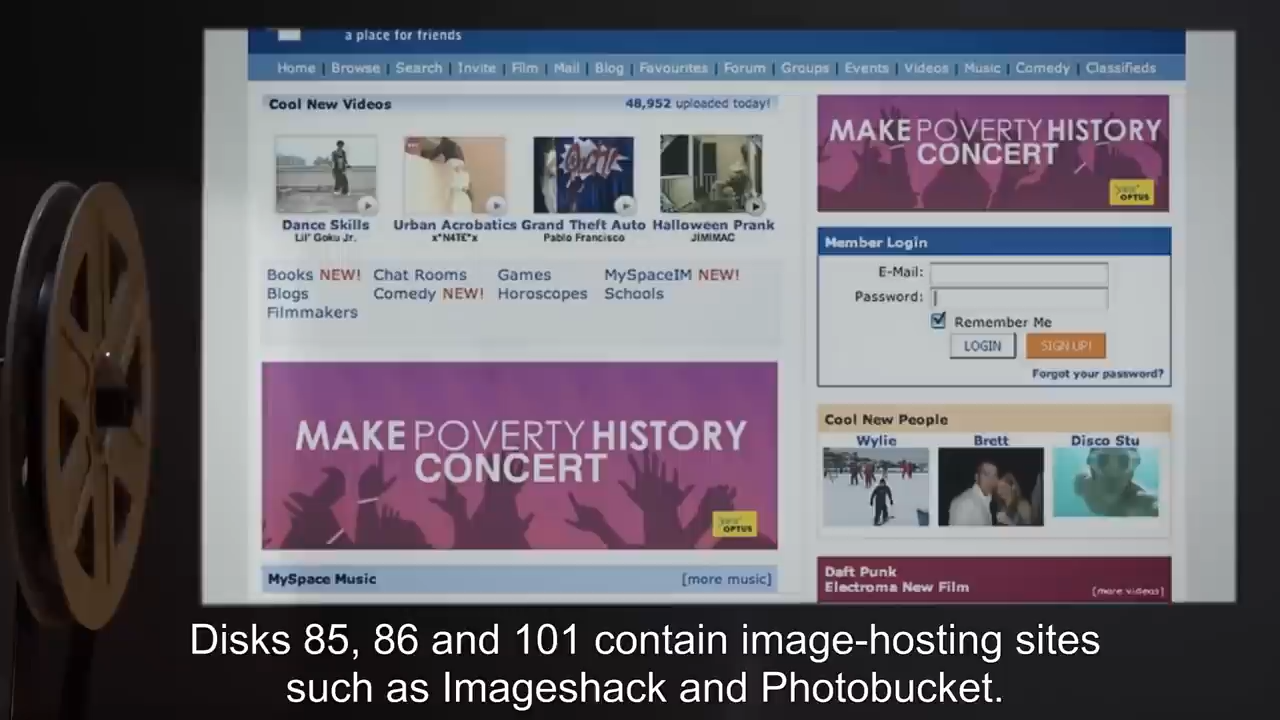 a place for friends
Home | Browse | Search | Invite | Film | Mail | Blog | Favourites | Forum | Groups | Events | Videos | Music | Comedy | Classifieds
Cool New Videos
48,952 uploaded today!
Dance Skills
Lil' Goku Jr.
Urban Acrobatics
x*N4TE*x
Grand Theft Auto
Pablo Francisco
Halloween Prank
JIMIMAC
Books NEW! Chat Rooms Games MySpaceIM NEW!
Blogs Comedy NEW! Horoscopes Schools
Filmmakers
MAKE POVERTY HISTORY
CONCERT
OPTUS
MySpace Music [more music]
MAKE POVERTY HISTORY
CONCERT
OPTUS
Member Login
E-Mail:
Password:
Remember Me
LOGIN SIGN UP!
Forgot your password?
Cool New People
Wylie Brett Disco Stu
Daft Punk
Electroma New Film [more videos]
Disks 85, 86 and 101 contain image-hosting sites
such as Imageshack and Photobucket.